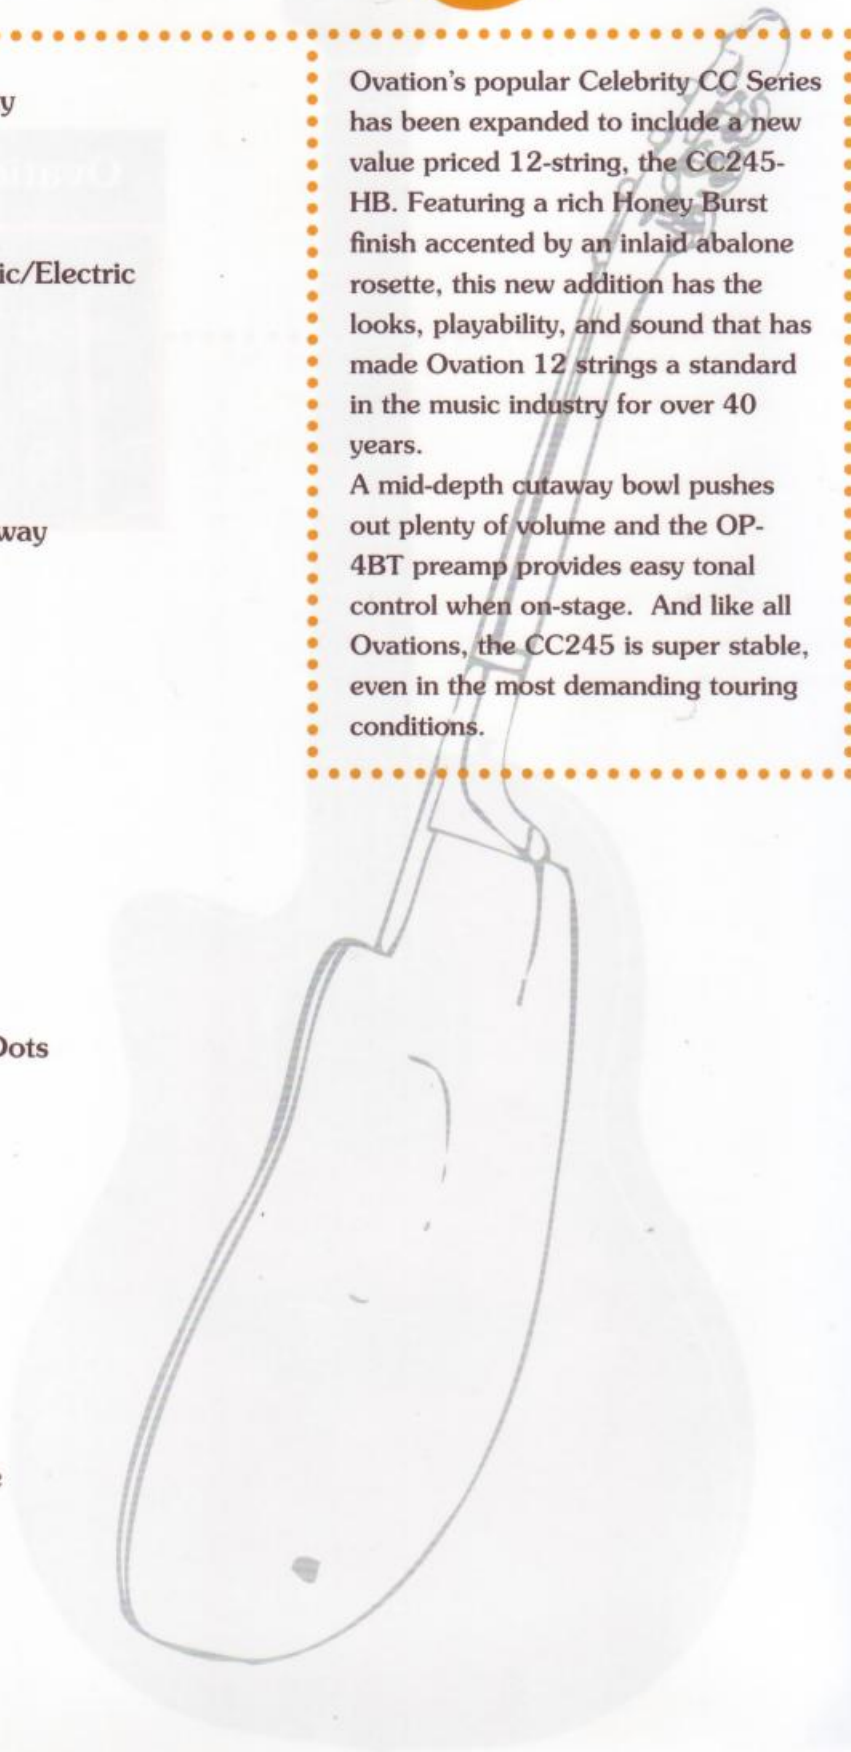 y
ic/Electric
way
Dots
Ovation's popular Celebrity CC Series
has been expanded to include a new
value priced 12-string, the CC245-
HB. Featuring a rich Honey Burst
finish accented by an inlaid abalone
rosette, this new addition has the
looks, playability, and sound that has
made Ovation 12 strings a standard
in the music industry for over 40
years.
A mid-depth cutaway bowl pushes
out plenty of volume and the OP-
4BT preamp provides easy tonal
control when on-stage.  And like all
Ovations, the CC245 is super stable,
even in the most demanding touring
conditions.